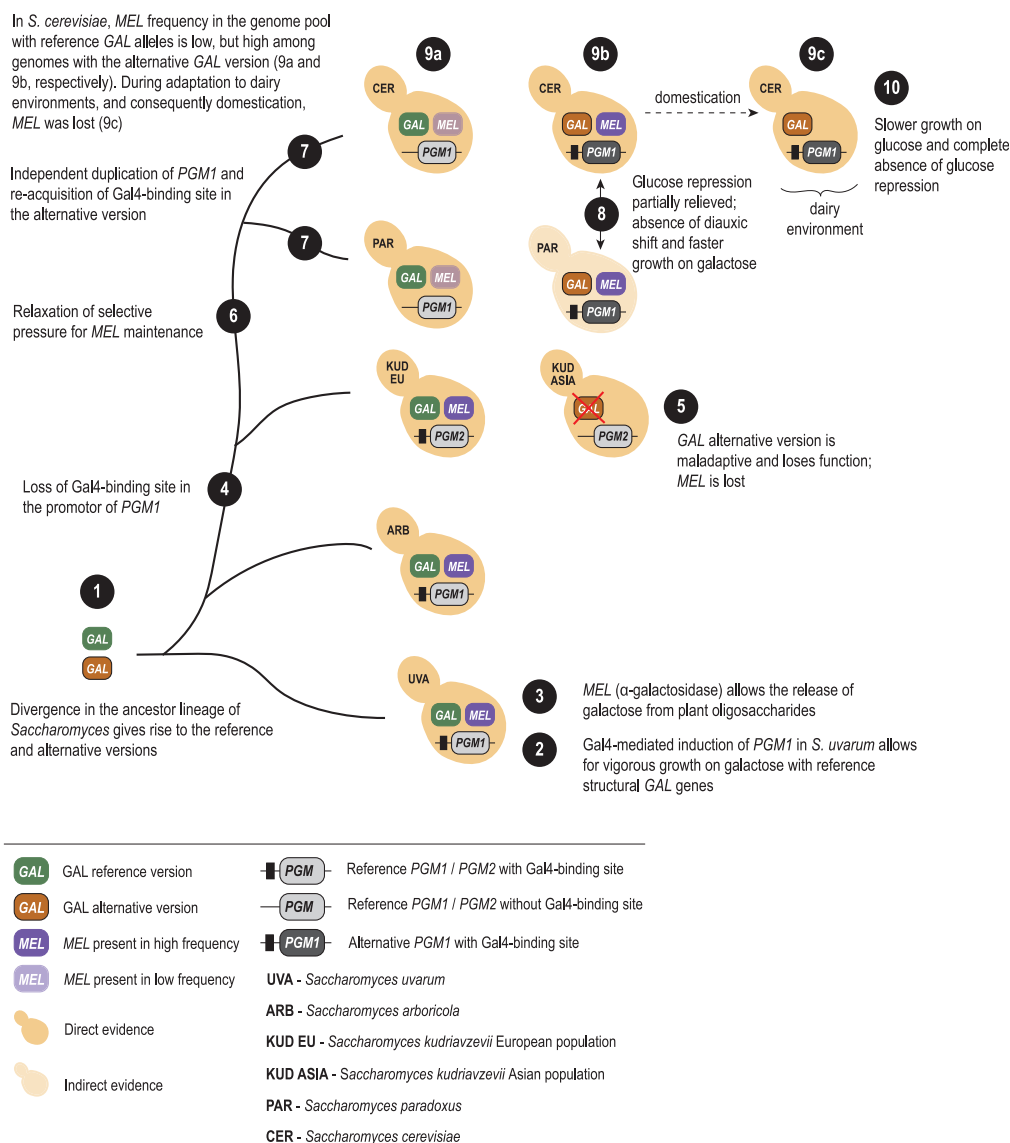 In S. cerevisiae, MEL frequency in the genome pool
with reference GAL alleles is low, but high among
genomes with the alternative GAL version (9a and
9b, respectively). During adaptation to dairy
environments, and consequently domestication,
MEL was lost (9c)
9a
9b
9c
CER
GAL
MEL
PGM1
CER
GAL
MEL
PGM1
domestication
CER
GAL
PGM1
10
Slower growth on
glucose and complete
absence of glucose
repression
dairy
environment
7
Independent duplication of PGM1 and
re-acquisition of Gal4-binding site in
the alternative version
7
PAR
GAL
MEL
PGM1
8
Glucose repression
partially relieved;
absence of diauxic
shift and faster
growth on galactose
PAR
GAL
MEL
PGM1
Relaxation of selective
pressure for MEL maintenance
6
KUD
EU
GAL
MEL
PGM2
KUD
ASIA
GAL
PGM2
5
GAL alternative version is
maladaptive and loses function;
MEL is lost
Loss of Gal4-binding site in
the promotor of PGM1
4
ARB
GAL
MEL
PGM1
1
GAL
GAL
Divergence in the ancestor lineage of
Saccharomyces gives rise to the reference
and alternative versions
UVA
GAL
MEL
PGM1
3
MEL (α-galactosidase) allows the release of
galactose from plant oligosaccharides
2
Gal4-mediated induction of PGM1 in S. uvarum allows
for vigorous growth on galactose with reference
structural GAL genes
GAL
GAL reference version
GAL
GAL alternative version
MEL
MEL present in high frequency
MEL
MEL present in low frequency
Direct evidence
Indirect evidence
PGM
Reference PGM1 / PGM2 with Gal4-binding site
PGM
Reference PGM1 / PGM2 without Gal4-binding site
PGM1
Alternative PGM1 with Gal4-binding site
UVA - Saccharomyces uvarum
ARB - Saccharomyces arboricola
KUD EU - Saccharomyces kudriavzevii European population
KUD ASIA - Saccharomyces kudriavzevii Asian population
PAR - Saccharomyces paradoxus
CER - Saccharomyces cerevisiae